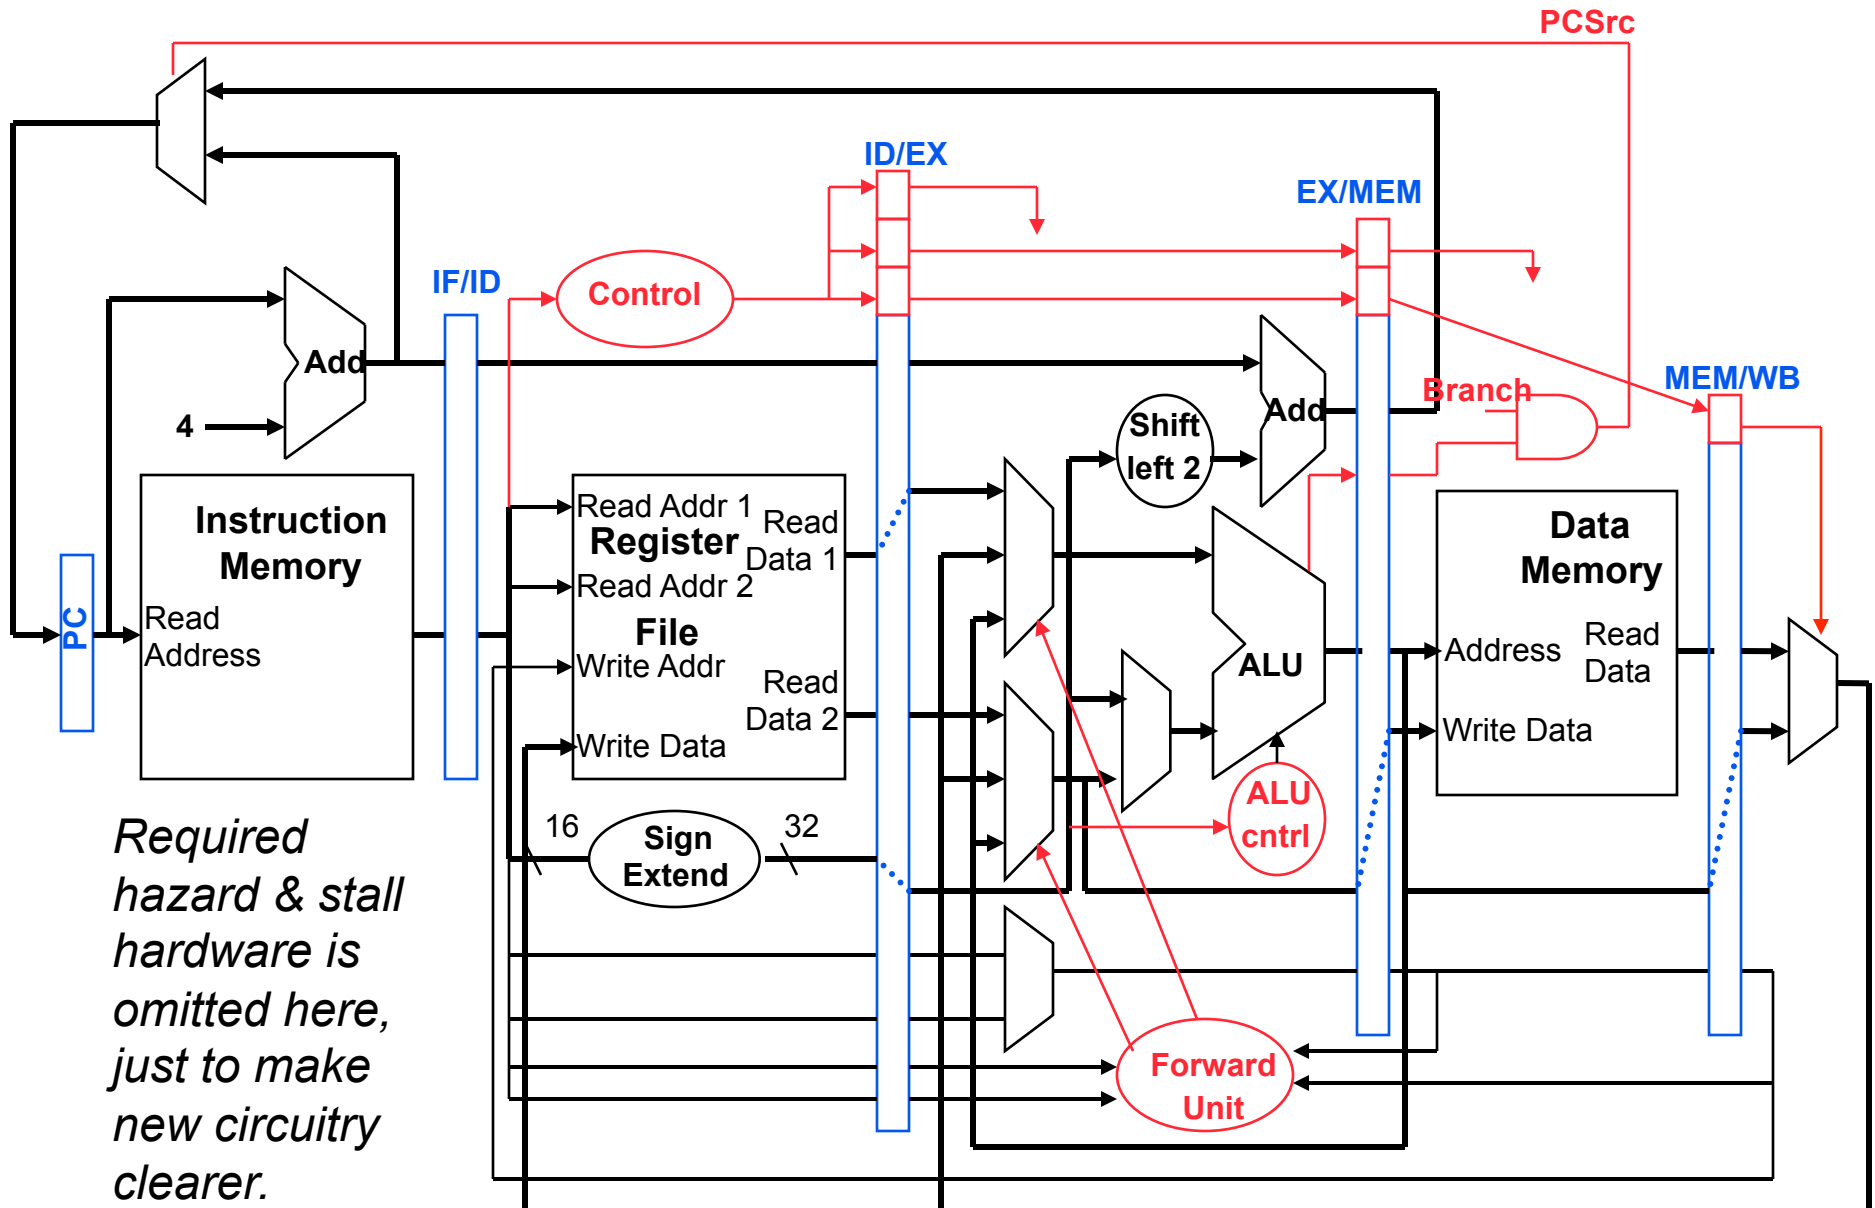 PCSrc
ID/EX
EX/MEM
IF/ID
Control
Add
4
MEM/WB
Branch
Add
Shift
left 2
Instruction
Memory
Read
Address
PC
Read Addr 1
Register
Read
Data 1
Read Addr 2
File
Write Addr
Read
Data 2
Write Data
ALU
Data
Memory
Address
Read
Data
Write Data
ALU
cntrl
16
Sign
Extend
32
Forward
Unit
Required
hazard & stall
hardware is
omitted here,
just to make
new circuitry
clearer.